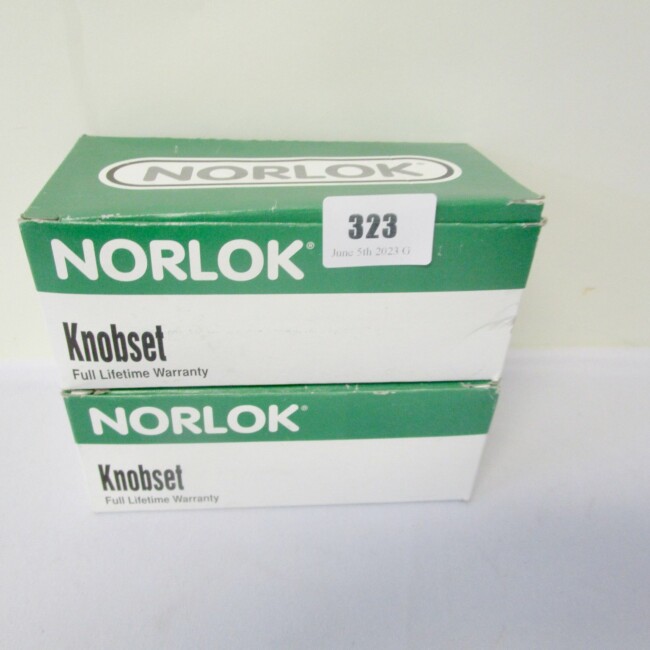 NORLOK®
323
June 5th 2023 G
NORLOK®
Knobset
Full Lifetime Warranty
NORLOK®
Knobset
Full Lifetime Warranty